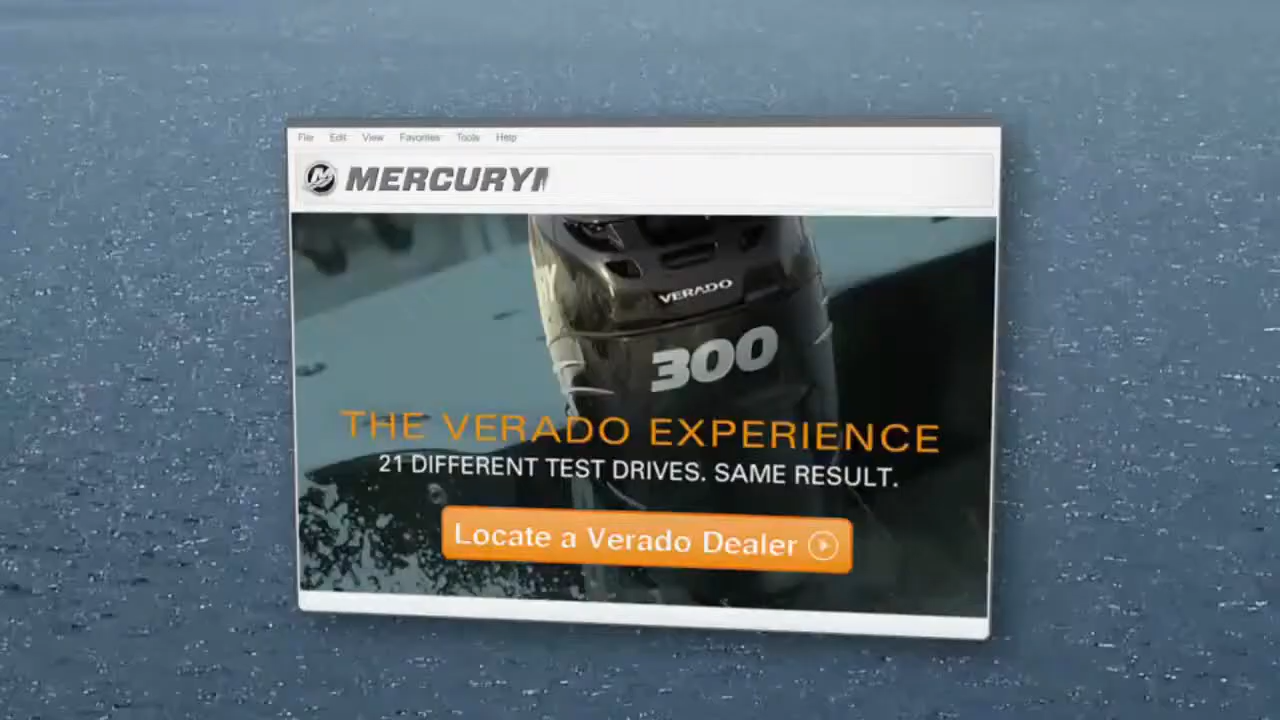 File Edit View Favorites Tools Help
MERCURYM
VERADO
300
THE VERADO EXPERIENCE
21 DIFFERENT TEST DRIVES. SAME RESULT.
Locate a Verado Dealer